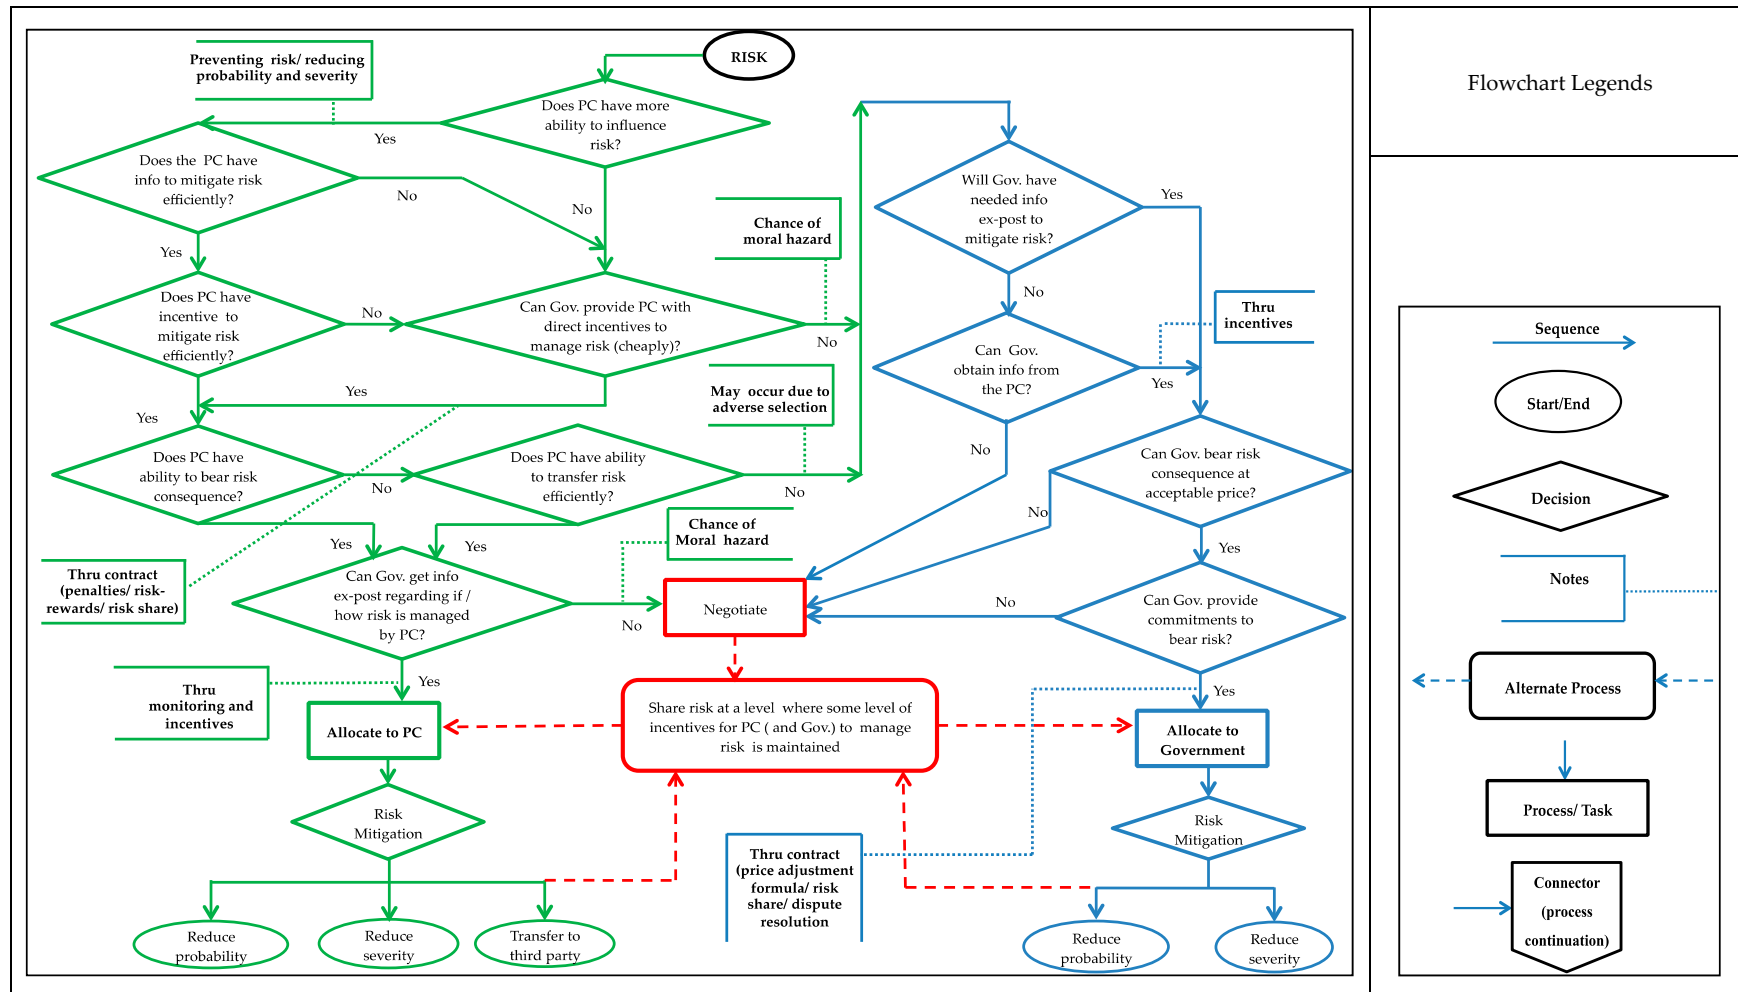 RISK
Preventing risk/ reducing
probability and severity
Does PC have more
ability to influence
risk?
Yes
Does the PC have
info to mitigate risk
efficiently?
No
No
Yes
Chance of
moral hazard
Does PC have
incentive to
mitigate risk
efficiently?
No
Can Gov. provide PC with
direct incentives to
manage risk (cheaply)?
No
Yes
Yes
May occur due to
adverse selection
Does PC have
ability to bear risk
consequence?
No
Does PC have ability
to transfer risk
efficiently?
No
Yes
Yes
Chance of
Moral hazard
Thru contract
(penalties/ risk-
rewards/ risk share)
Can Gov. get info
ex-post regarding if /
how risk is managed
by PC?
No
Yes
Negotiate
Thru
monitoring and
incentives
Allocate to PC
Share risk at a level where some level of
incentives for PC ( and Gov.) to manage
risk is maintained
Risk
Mitigation
Reduce
probability
Reduce
severity
Transfer to
third party
Will Gov. have
needed info
ex-post to
mitigate risk?
Yes
No
Thru
incentives
Can Gov.
obtain info from
the PC?
Yes
No
Can Gov. bear risk
consequence at
acceptable price?
No
Yes
Can Gov. provide
commitments to
bear risk?
No
Yes
Allocate to
Government
Risk
Mitigation
Thru contract
(price adjustment
formula/ risk
share/ dispute
resolution
Reduce
probability
Reduce
severity
Flowchart Legends
Sequence
Start/End
Decision
Notes
Alternate Process
Process/ Task
Connector
(process
continuation)